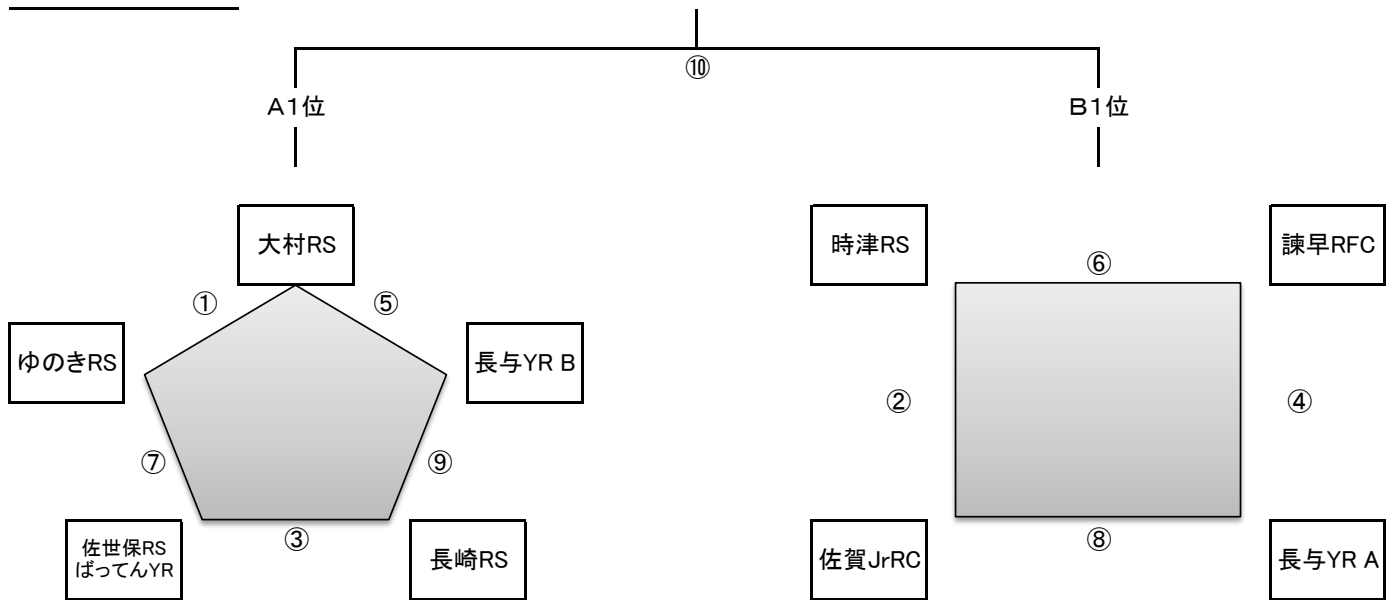 ⑩
A1位
B1位
大村RS
時津RS
諫早RFC
⑥
①
⑤
ゆのきRS
長与YR B
②
④
⑦
⑨
③
⑧
佐世保RS
ばってんYR
長崎RS
佐賀JrRC
長与YR A